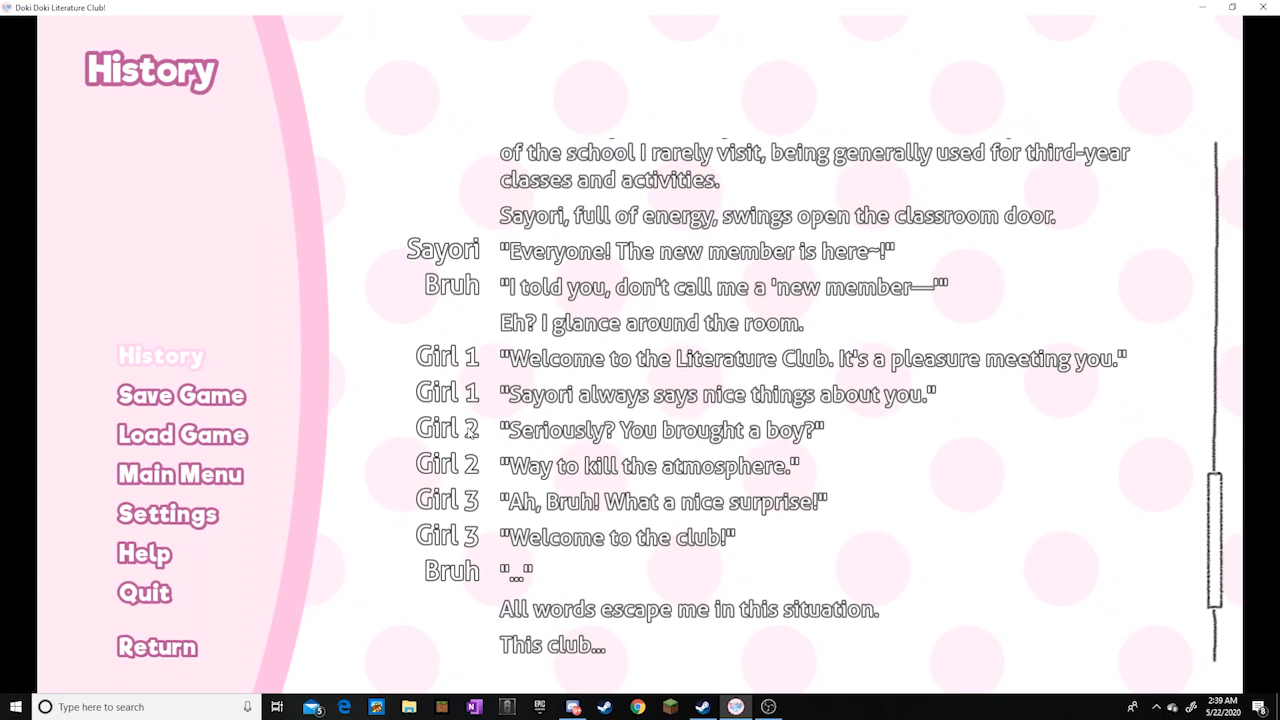 Doki Doki Literature Club!
History
of the school I rarely visit, being generally used for third-year
classes and activities.
Sayori, full of energy, swings open the classroom door.
Sayori "Everyone! The new member is here~!"
Bruh "I told you, don't call me a 'new member—'"
Eh? I glance around the room.
Girl 1 "Welcome to the Literature Club. It's a pleasure meeting you."
Girl 1 "Sayori always says nice things about you."
Girl 2 "Seriously? You brought a boy?"
Girl 2 "Way to kill the atmosphere."
Girl 3 "Ah, Bruh! What a nice surprise!"
Girl 3 "Welcome to the club!"
Bruh "..."
All words escape me in this situation.
This club...
History
Save Game
Load Game
Main Menu
Settings
Help
Quit
Return
Type here to search
5
N
EPIC
GAMES
2:39 AM
5/22/2020
8